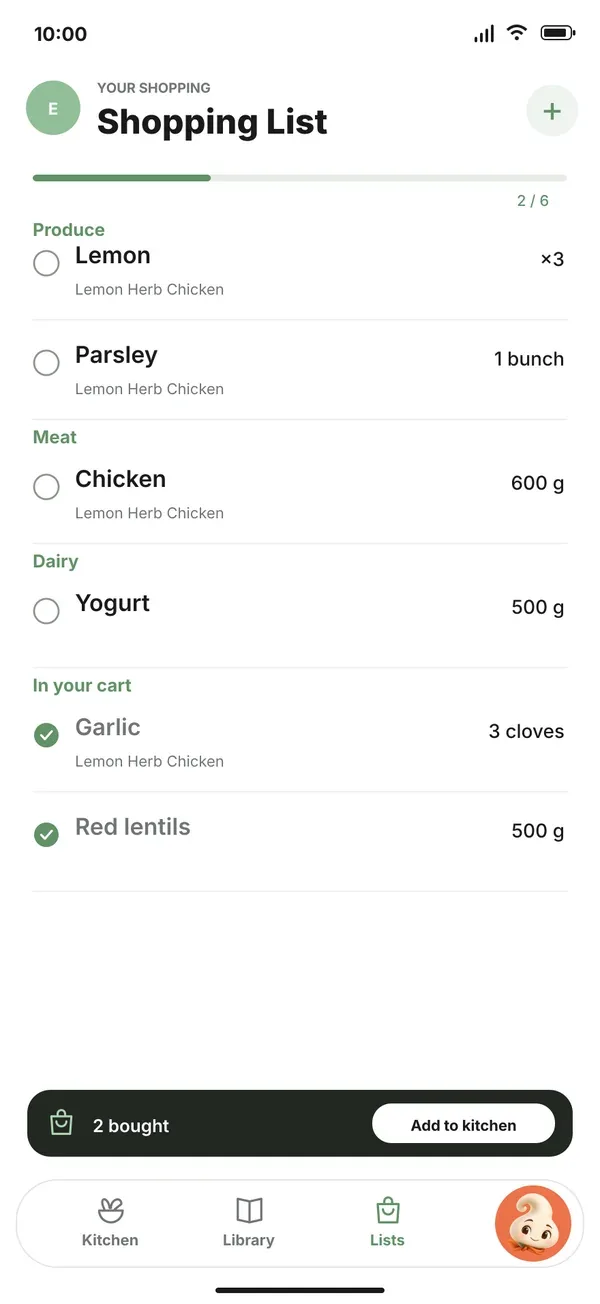 10:00
E
YOUR SHOPPING
Shopping List
+
2 / 6
Produce
Lemon
×3
Lemon Herb Chicken
Parsley
1 bunch
Lemon Herb Chicken
Meat
Chicken
600 g
Lemon Herb Chicken
Dairy
Yogurt
500 g
In your cart
Garlic
3 cloves
Lemon Herb Chicken
Red lentils
500 g
2 bought
Add to kitchen
Kitchen
Library
Lists